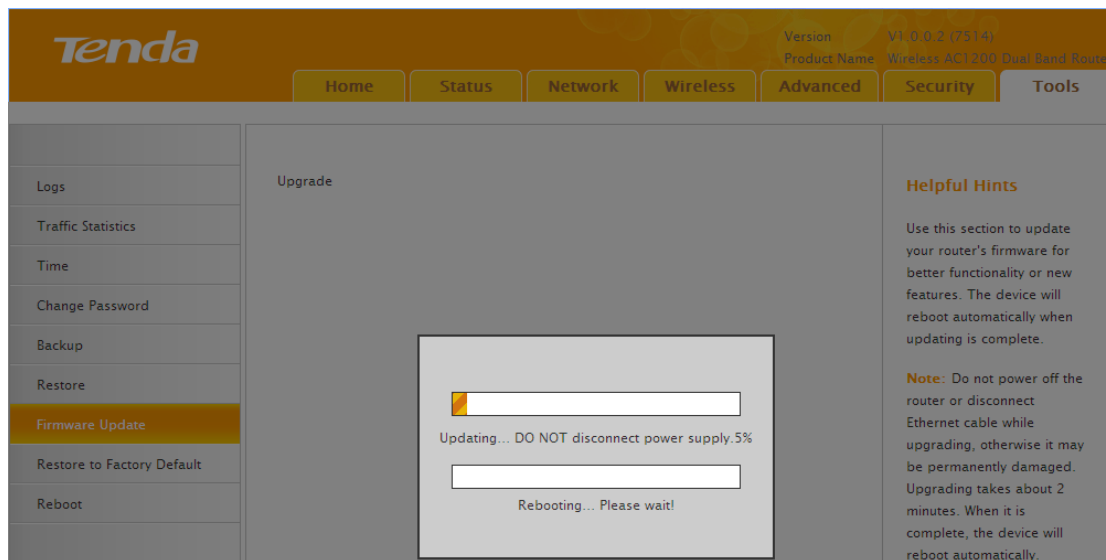 Tenda
Version V1.0.0.2 (7514)
Product Name Wireless AC1200 Dual Band Route
Home Status Network Wireless Advanced Security Tools
Logs
Traffic Statistics
Time
Change Password
Backup
Restore
Firmware Update
Restore to Factory Default
Reboot
Upgrade
Updating... DO NOT disconnect power supply.5%
Rebooting... Please wait!
Helpful Hints
Use this section to update
your router's firmware for
better functionality or new
features. The device will
reboot automatically when
updating is complete.
Note: Do not power off the
router or disconnect
Ethernet cable while
upgrading, otherwise it may
be permanently damaged.
Upgrading takes about 2
minutes. When it is
complete, the device will
reboot automatically.